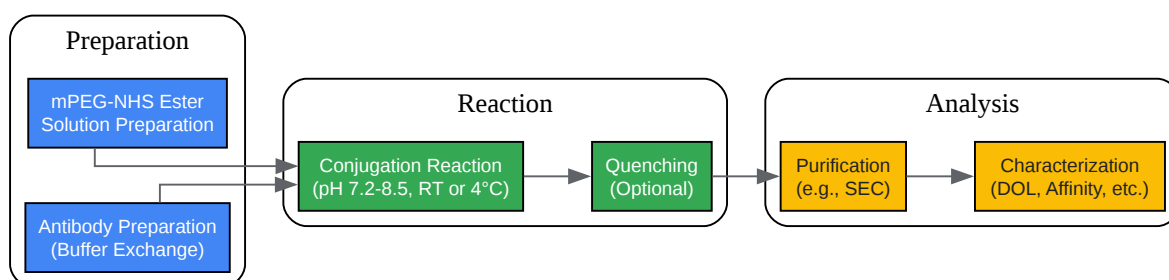 Preparation
mPEG-NHS Ester
Solution Preparation
Antibody Preparation
(Buffer Exchange)
Reaction
Conjugation Reaction
(pH 7.2-8.5, RT or 4°C)
Quenching
(Optional)
Analysis
Purification
(e.g., SEC)
Characterization
(DOL, Affinity, etc.)